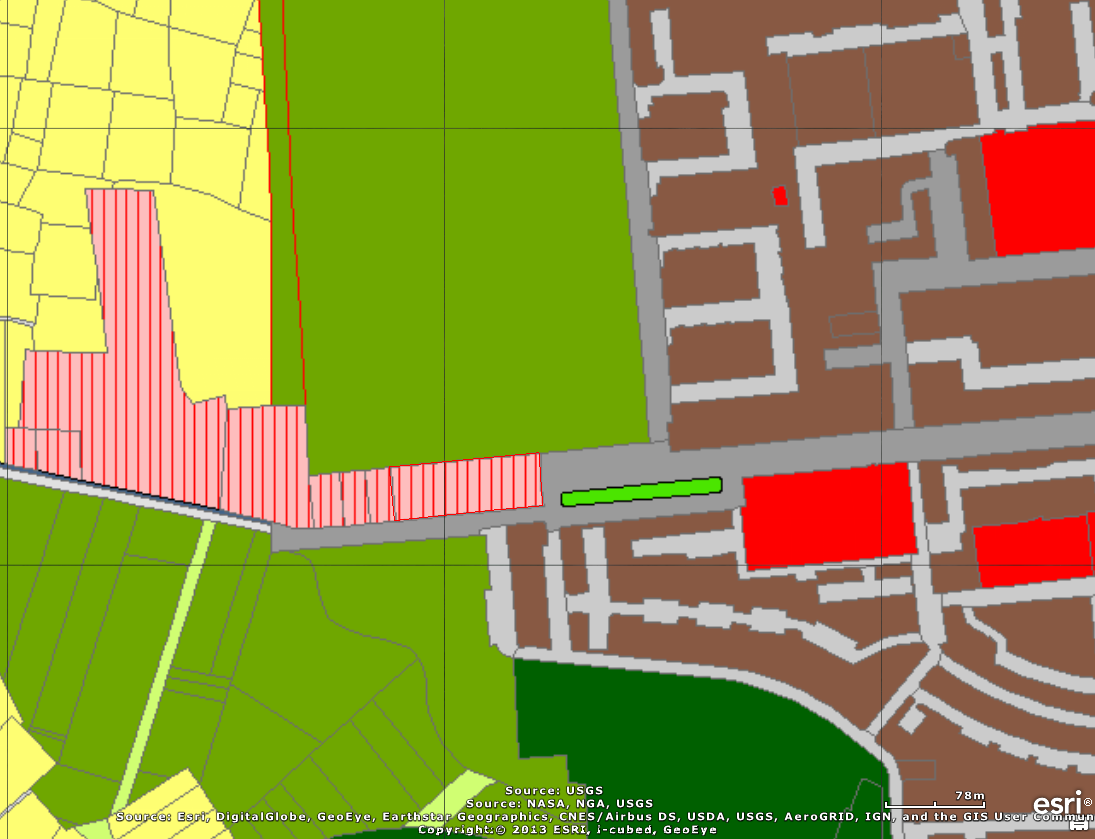 78m
esri
Source: USGS
Source: NASA, NGA, USGS
Source: Esri, DigitalGlobe, GeoEye, Earthstar Geographics, CNES/Airbus DS, USDA, USGS, AeroGRID, IGN, and the GIS User Commun
Copyright:© 2013 ESRI, i-cubed, GeoEye